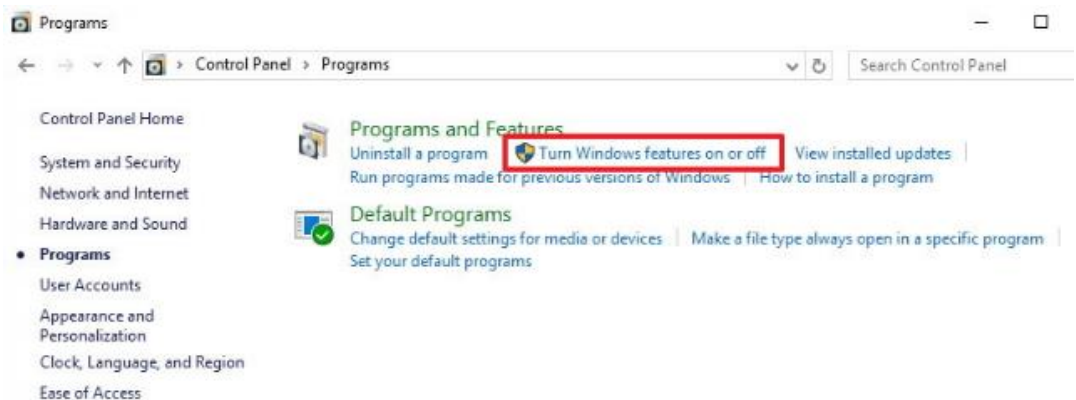 Programs
Control Panel > Programs
Search Control Panel
Control Panel Home
System and Security
Network and Internet
Hardware and Sound
Programs
User Accounts
Appearance and
Personalization
Clock, Language, and Region
Ease of Access
Programs and Features
Uninstall a program Turn Windows features on or off View installed updates
Run programs made for previous versions of Windows How to install a program
Default Programs
Change default settings for media or devices Make a file type always open in a specific program
Set your default programs